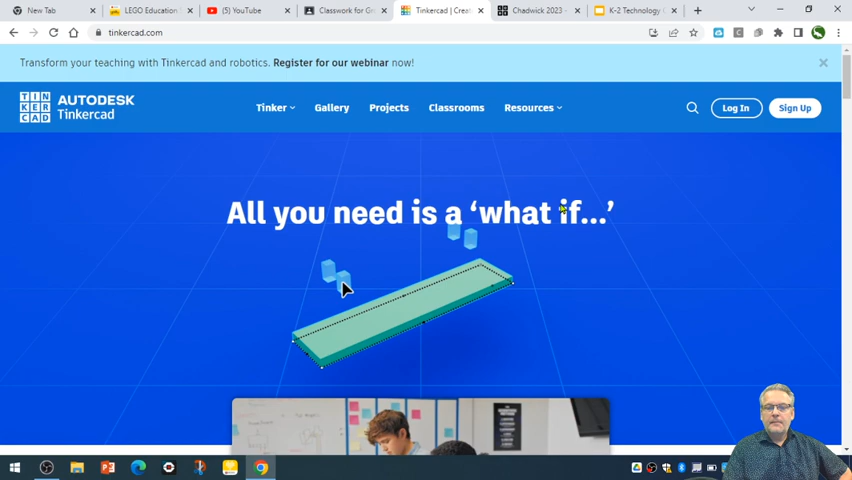 New Tab
LEGO Education
(5) YouTube
Classwork for Gr
Tinkercad | Crea
Chadwick 2023 -
K-2 Technology
tinkercad.com
Transform your teaching with Tinkercad and robotics. Register for our webinar now!
TIN
KER
CAD
AUTODESK
Tinkercad
Tinker
Gallery
Projects
Classrooms
Resources
Log In
Sign Up
All you need is a ‘what if...’